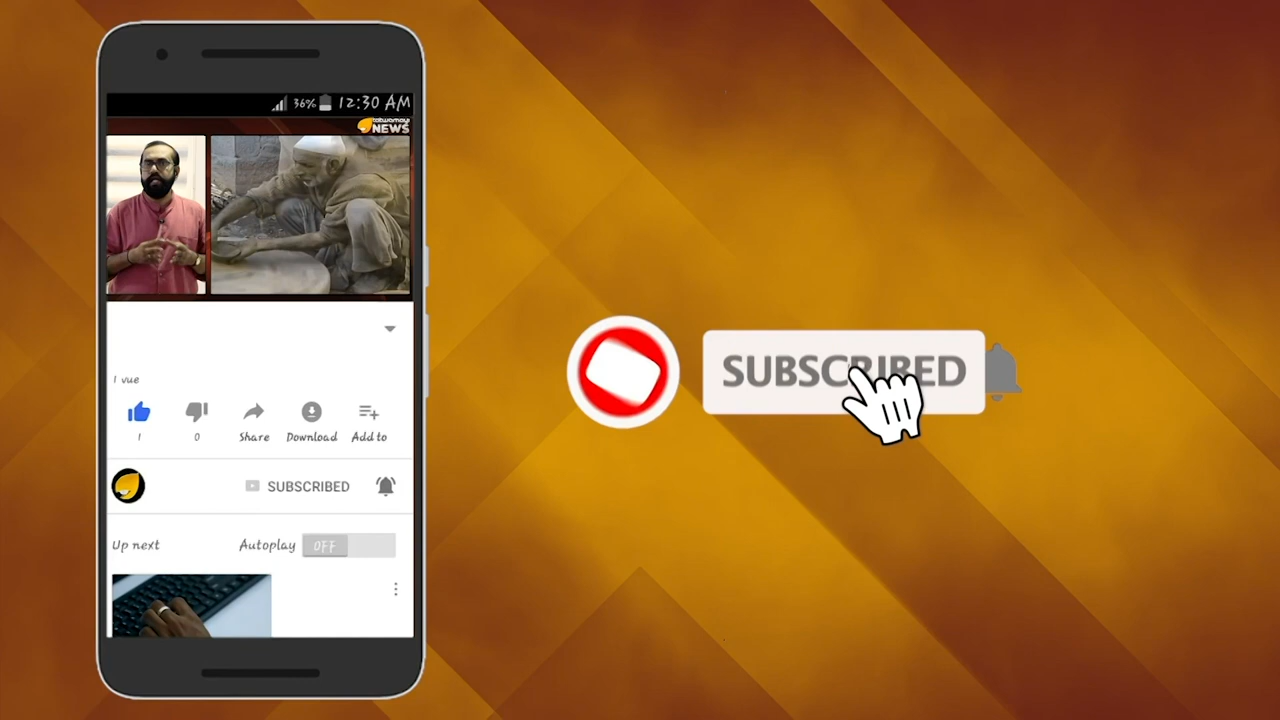 36% 12:30 AM
tatwamayi
NEWS
1 vue
1 0 Share Download Add to
SUBSCRIBED
Up next Autoplay OFF
SUBSCRIBED